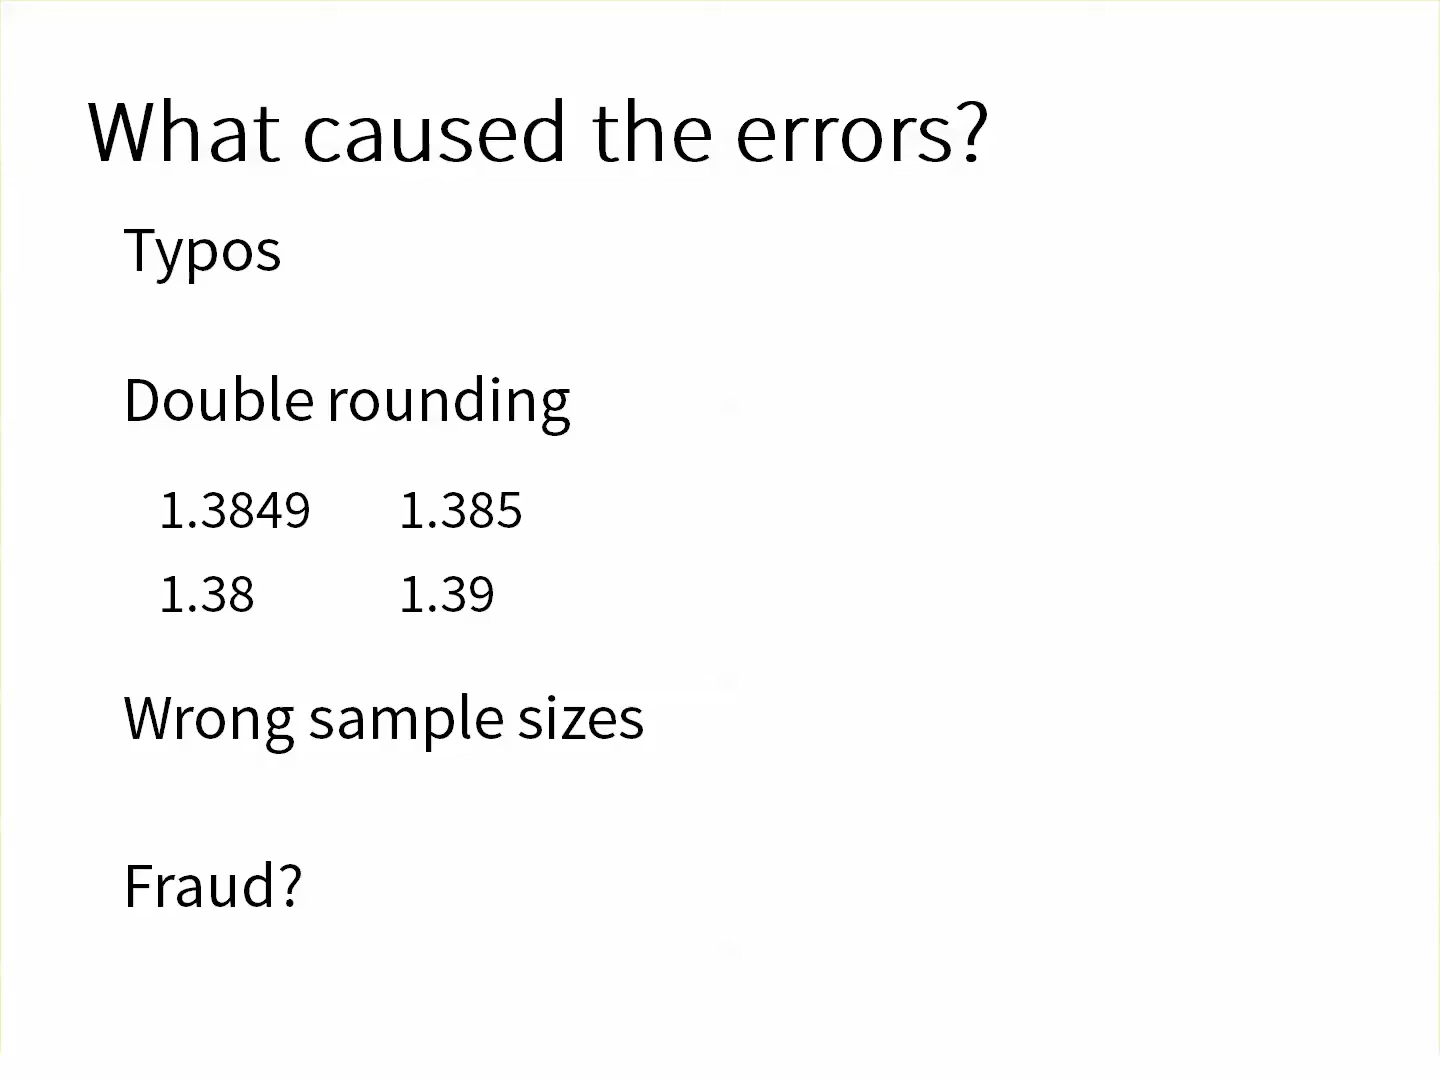 What caused the errors?
Typos
Double rounding
1.3849 1.385
1.38 1.39
Wrong sample sizes
Fraud?